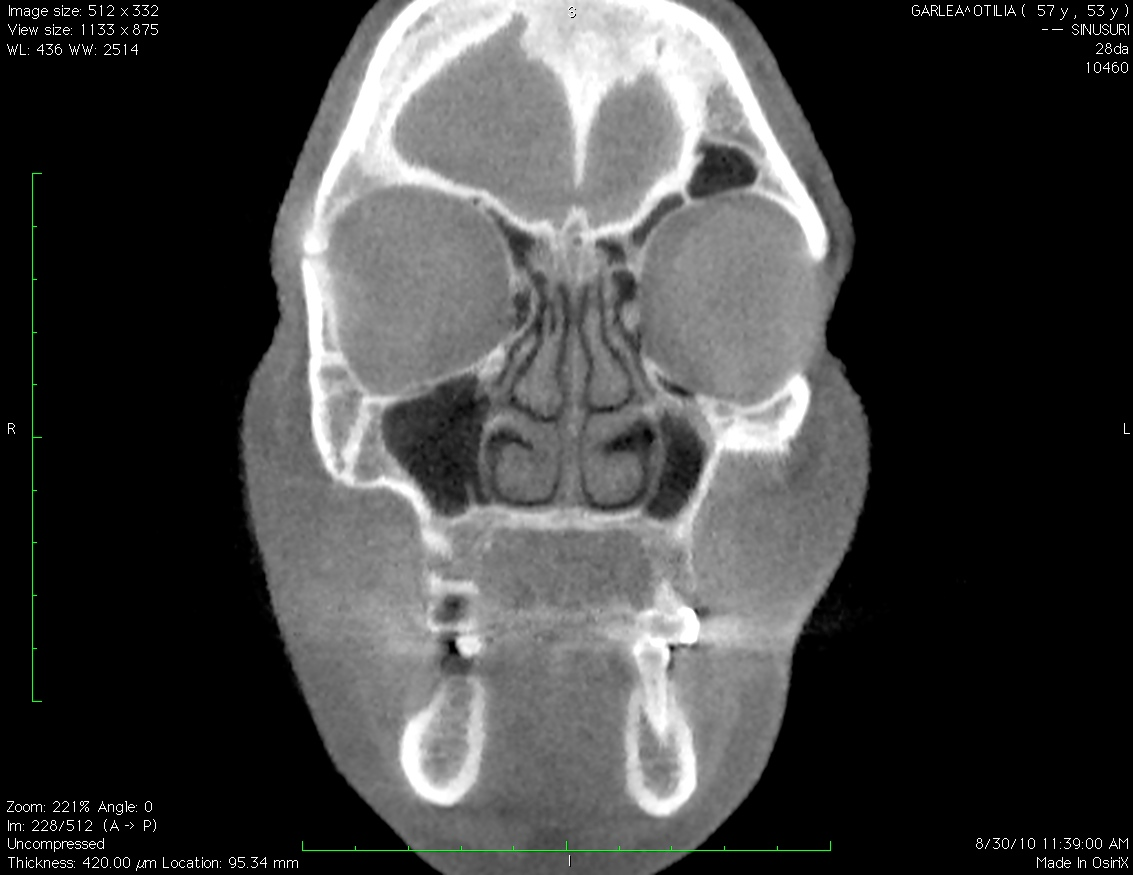 Image size: 512 x 332
View size: 1133 x 875
WL: 436 WW: 2514
S
GARLEA^OTILIA ( 57 y , 53 y )
-- SINUSURI
28da
10460
R
L
Zoom: 221% Angle: 0
Im: 228/512 (A -> P)
Uncompressed
Thickness: 420.00 µm Location: 95.34 mm
I
8/30/10 11:39:00 AM
Made In OsiriX